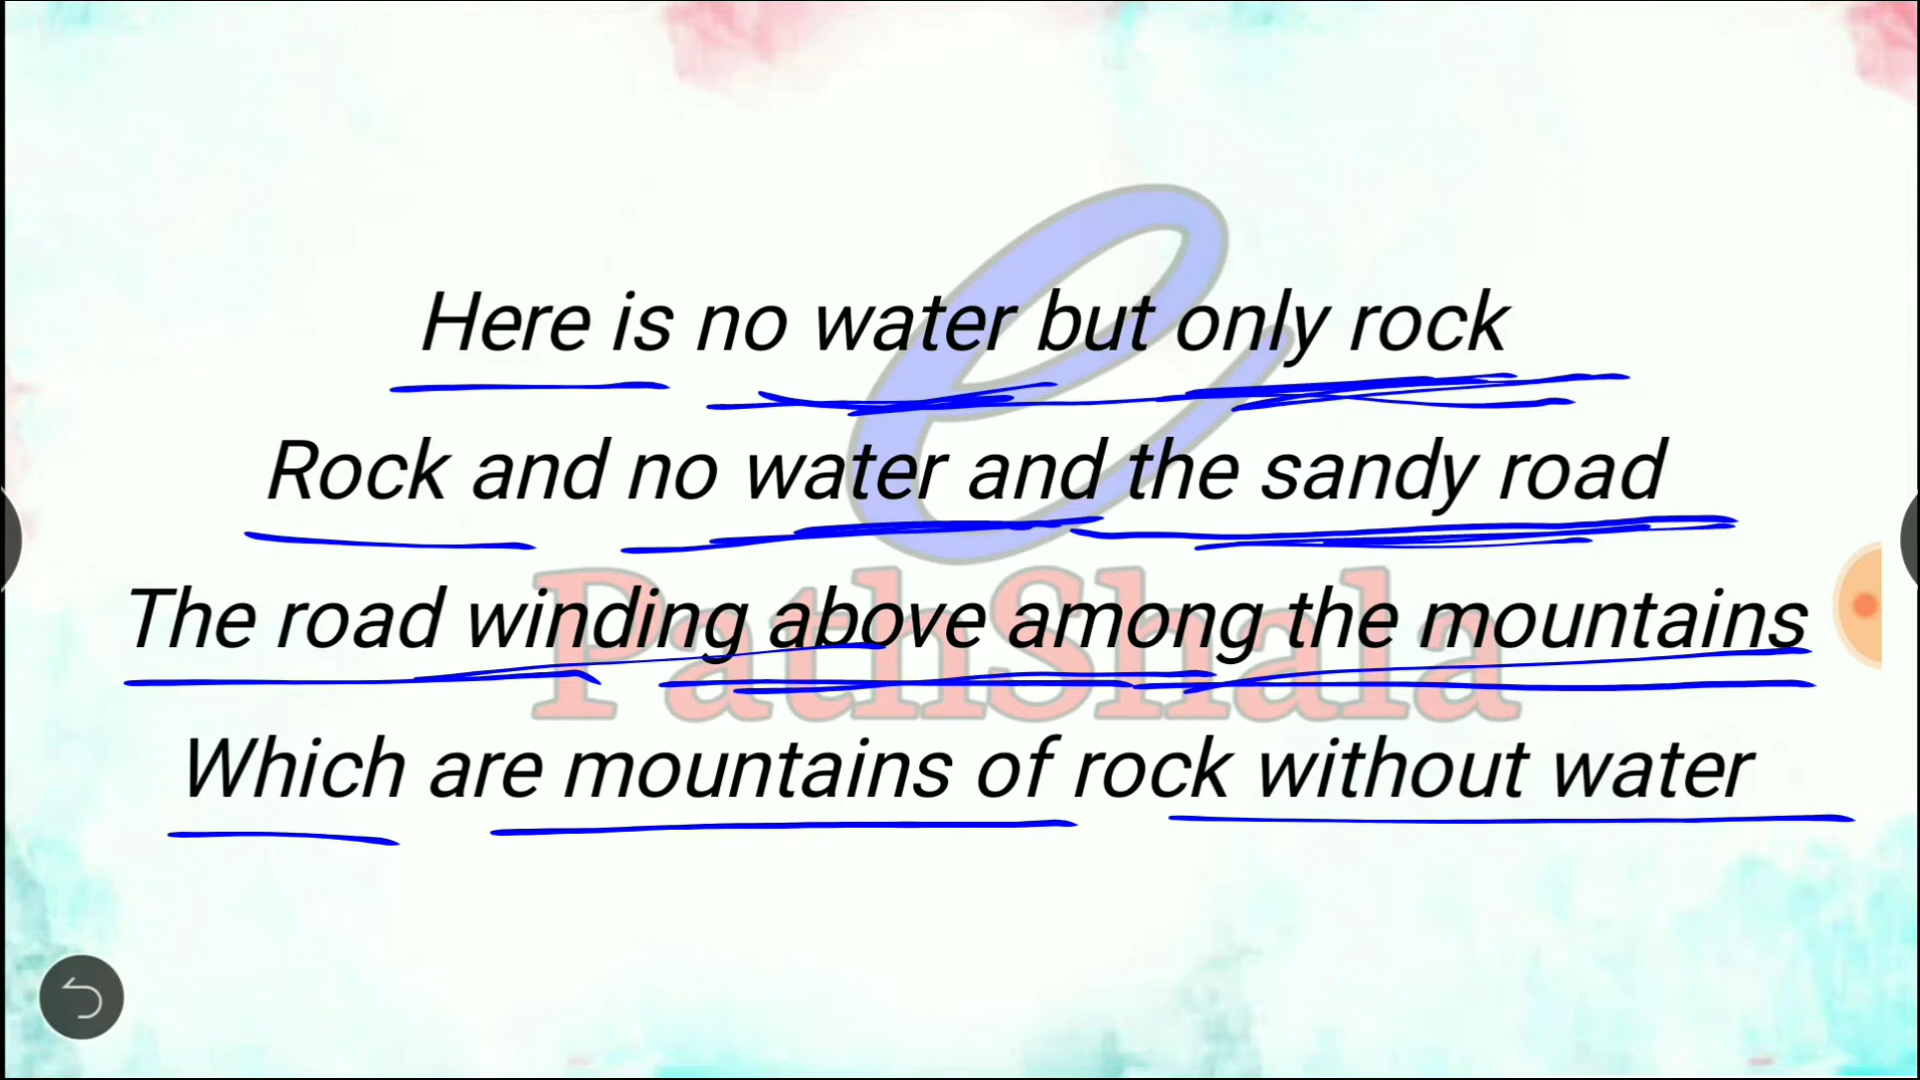 Here is no water but only rock
Rock and no water and the sandy road
The road winding above among the mountains
Which are mountains of rock without water
e
PathShala